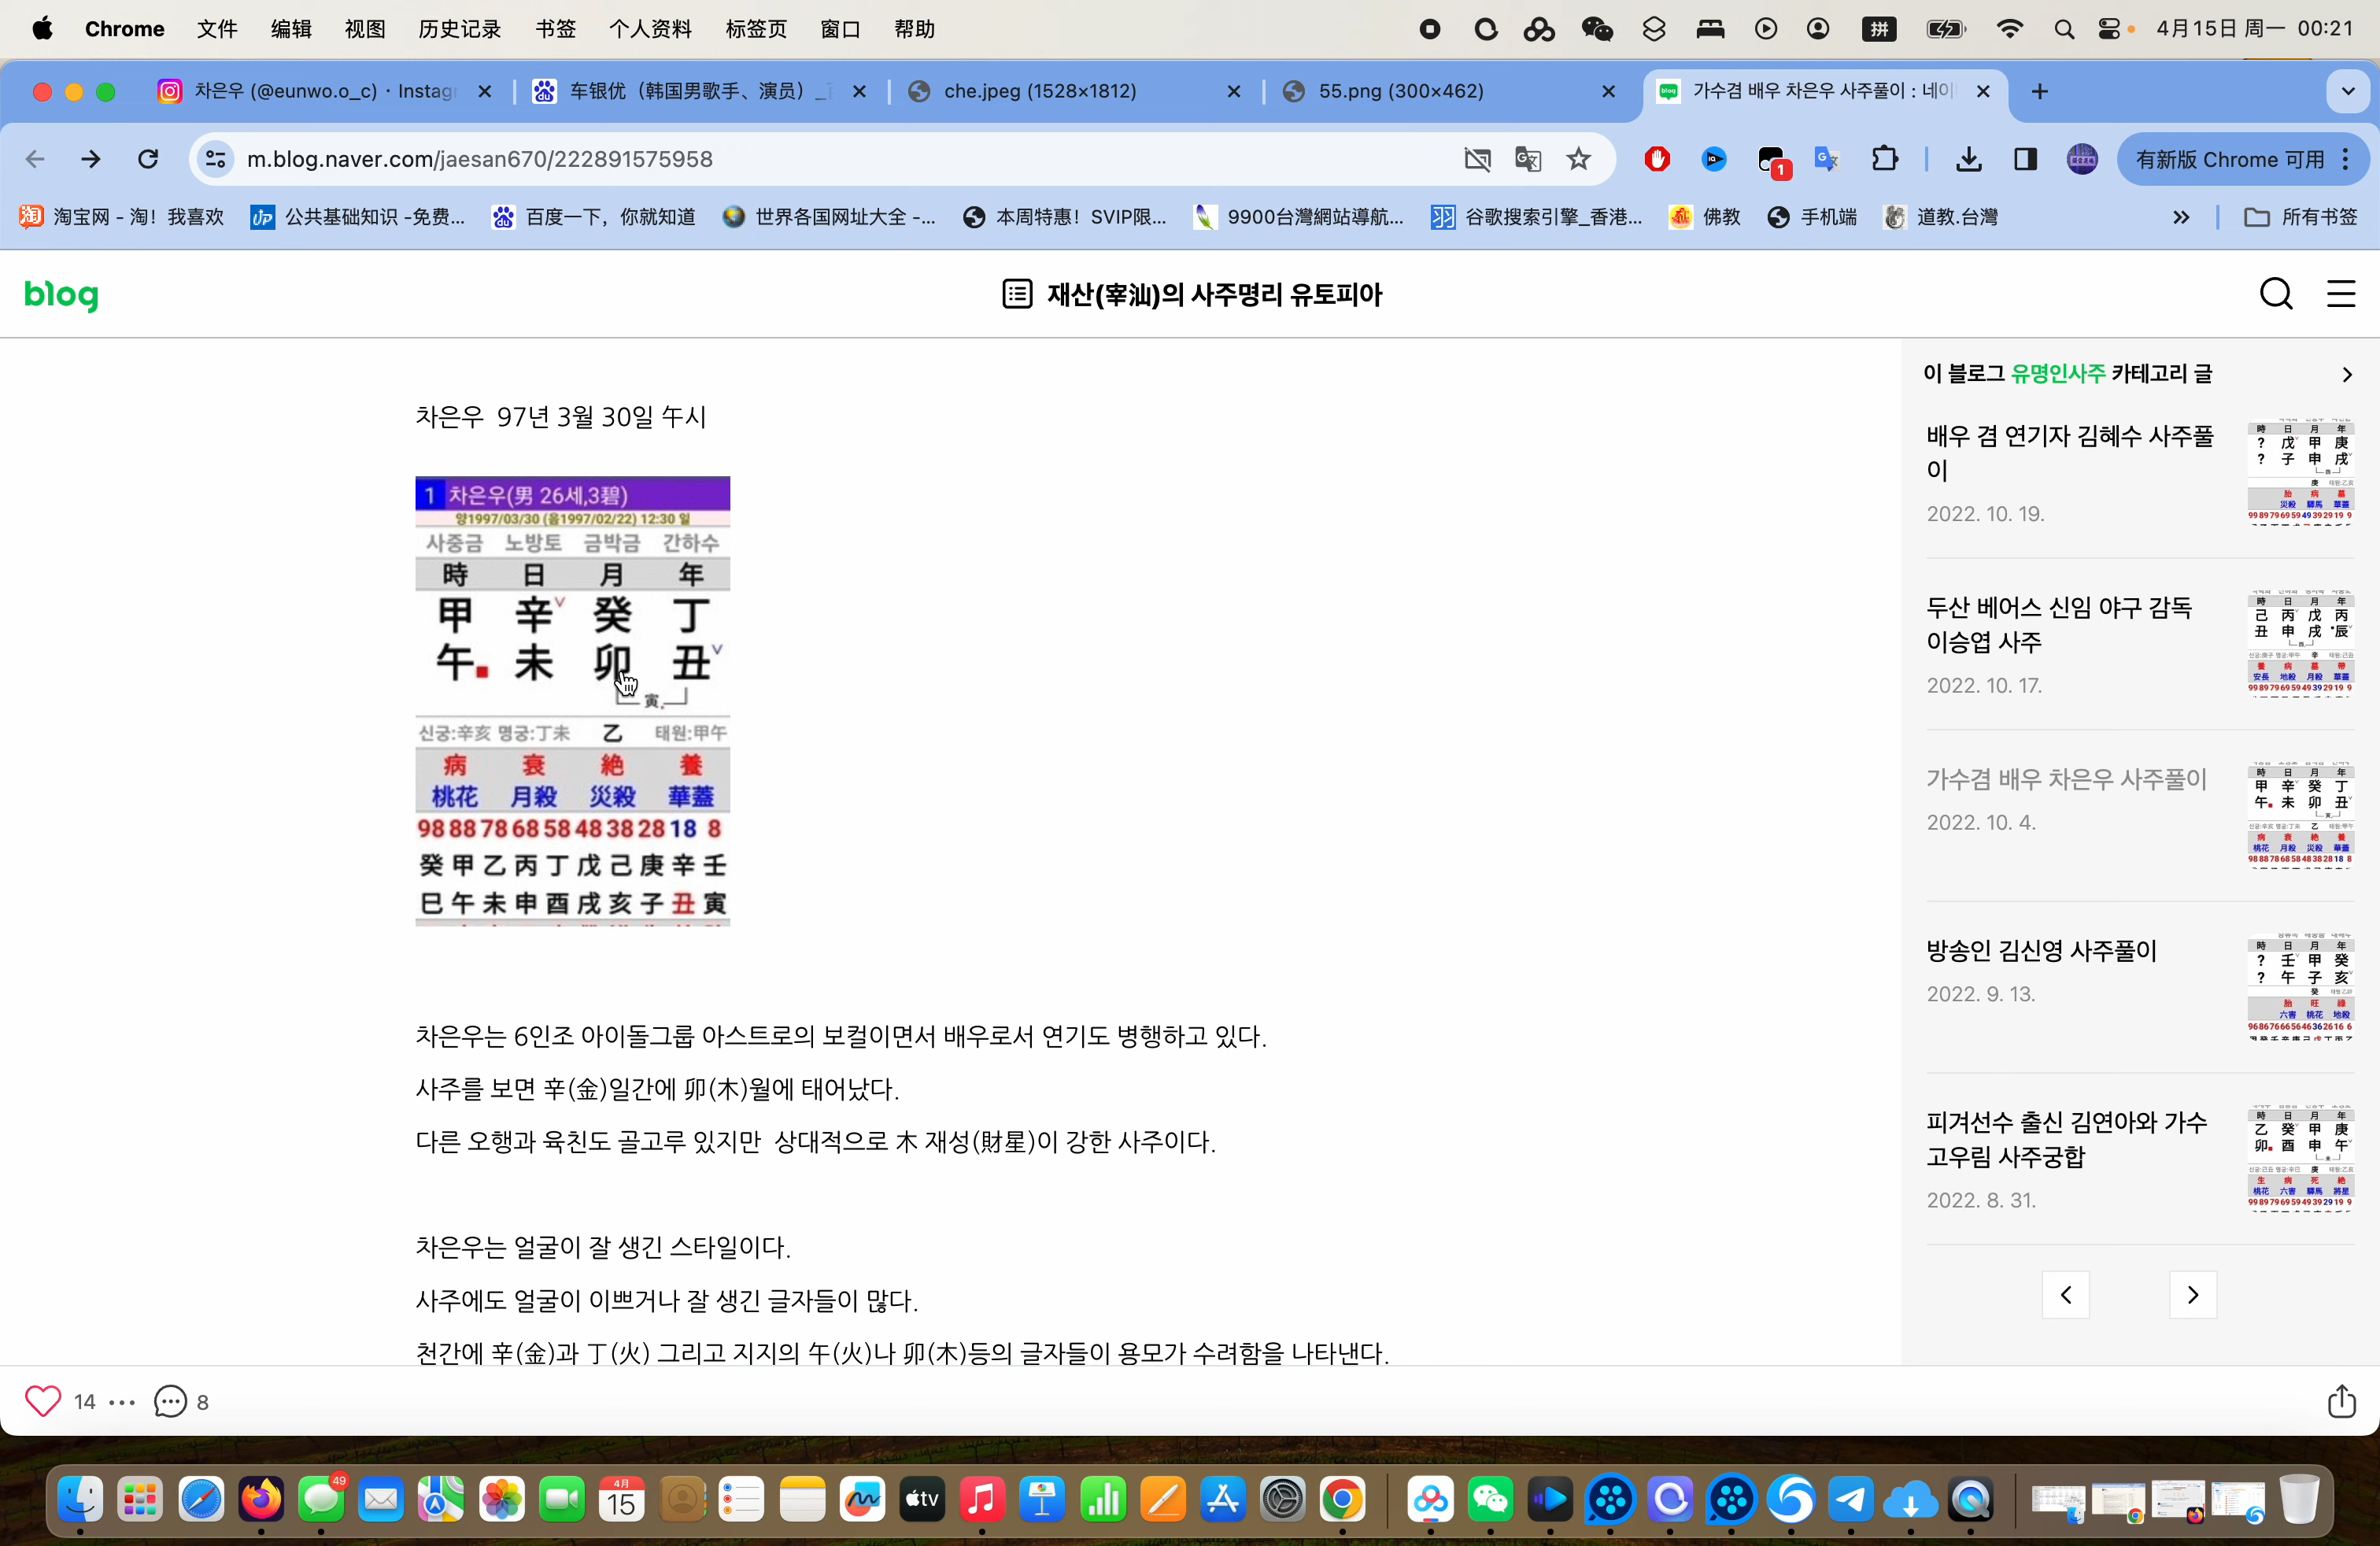 Chrome 文件 编辑 视图 历史记录 书签 个人资料 标签页 窗口 帮助 拼 4月15日 周一 00:21
차은우 (@eunwo.o_c) · Instag
车银优（韩国男歌手、演员）_百
che.jpeg (1528×1812)
55.png (300×462)
가수겸 배우 차은우 사주풀이 : 네이
m.blog.naver.com/jaesan670/222891575958
1
有新版 Chrome 可用
淘宝网 - 淘！我喜欢
公共基础知识 -免费...
百度一下，你就知道
世界各国网址大全 -...
本周特惠！SVIP限...
9900台灣網站導航...
谷歌搜索引擎_香港...
佛教
手机端
道教.台灣
所有书签
blog
재산(宰汕)의 사주명리 유토피아
차은우 97년 3월 30일 午시
1 차은우(男 26세,3碧)
양1997/03/30 (음1997/02/22) 12:30 일
사중금 노방토 금박금 간하수
時 日 月 年
甲 辛 癸 丁
午 未 卯 丑
寅
신궁:辛亥 명궁:丁未 乙 태원:甲午
病 衰 絶 養
桃花 月殺 災殺 華蓋
98 88 78 68 58 48 38 28 18 8
癸 甲 乙 丙 丁 戊 己 庚 辛 壬
巳 午 未 申 酉 戌 亥 子 丑 寅
차은우는 6인조 아이돌그룹 아스트로의 보컬이면서 배우로서 연기도 병행하고 있다.
사주를 보면 辛(金)일간에 卯(木)월에 태어났다.
다른 오행과 육친도 골고루 있지만 상대적으로 木 재성(財星)이 강한 사주이다.
차은우는 얼굴이 잘 생긴 스타일이다.
사주에도 얼굴이 이쁘거나 잘 생긴 글자들이 많다.
천간에 辛(金)과 丁(火) 그리고 지지의 午(火)나 卯(木)등의 글자들이 용모가 수려함을 나타낸다.
이 블로그 유명인사주 카테고리 글
배우 겸 연기자 김혜수 사주풀
이
2022. 10. 19.
두산 베어스 신임 야구 감독
이승엽 사주
2022. 10. 17.
가수겸 배우 차은우 사주풀이
2022. 10. 4.
방송인 김신영 사주풀이
2022. 9. 13.
피겨선수 출신 김연아와 가수
고우림 사주궁합
2022. 8. 31.
14
8
49
4月
15
tv